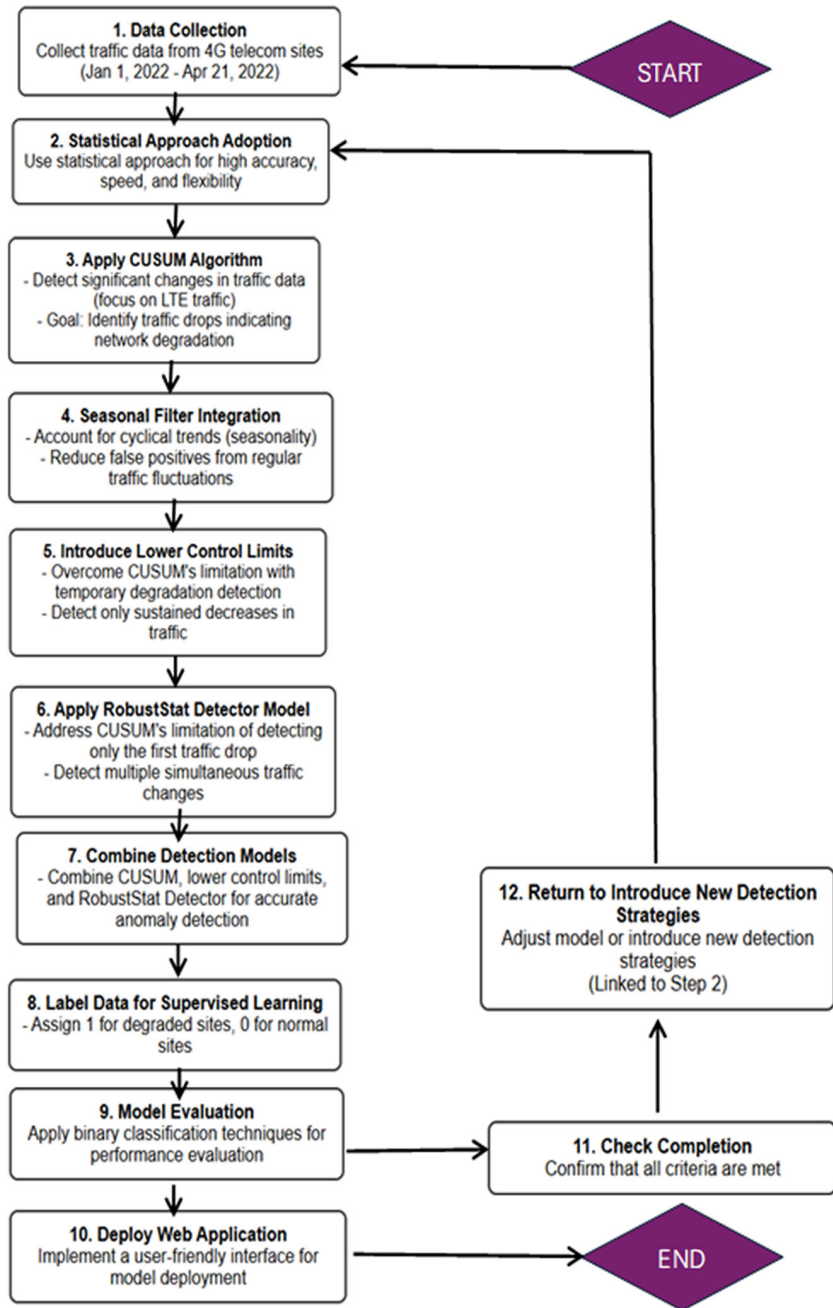 1. Data Collection
Collect traffic data from 4G telecom sites
(Jan 1, 2022 - Apr 21, 2022)
START
2. Statistical Approach Adoption
Use statistical approach for high accuracy,
speed, and flexibility
3. Apply CUSUM Algorithm
- Detect significant changes in traffic data
(focus on LTE traffic)
- Goal: Identify traffic drops indicating
network degradation
4. Seasonal Filter Integration
- Account for cyclical trends (seasonality)
- Reduce false positives from regular
traffic fluctuations
5. Introduce Lower Control Limits
- Overcome CUSUM's limitation with
temporary degradation detection
- Detect only sustained decreases in
traffic
6. Apply RobustStat Detector Model
- Address CUSUM's limitation of detecting
only the first traffic drop
- Detect multiple simultaneous traffic
changes
7. Combine Detection Models
- Combine CUSUM, lower control limits,
and RobustStat Detector for accurate
anomaly detection
8. Label Data for Supervised Learning
- Assign 1 for degraded sites, 0 for normal
sites
9. Model Evaluation
Apply binary classification techniques for
performance evaluation
10. Deploy Web Application
Implement a user-friendly interface for
model deployment
12. Return to Introduce New Detection
Strategies
Adjust model or introduce new detection
strategies
(Linked to Step 2)
11. Check Completion
Confirm that all criteria are met
END